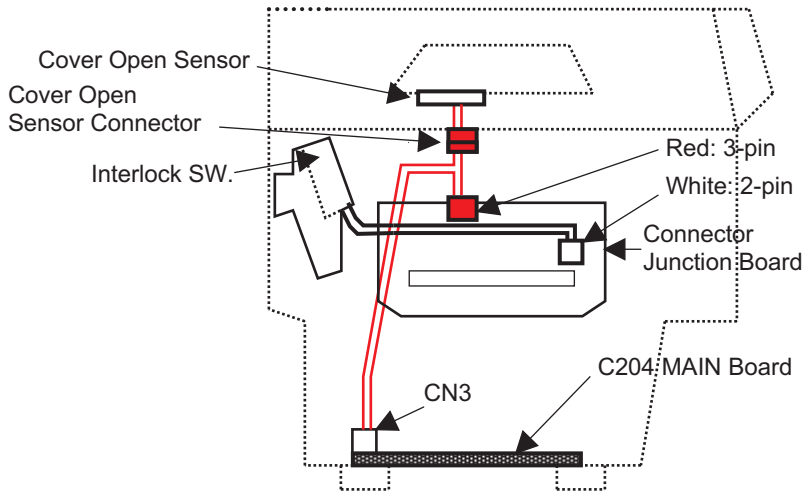 Cover Open Sensor
Cover Open
Sensor Connector
Interlock SW.
Red: 3-pin
White: 2-pin
Connector
Junction Board
C204 MAIN Board
CN3